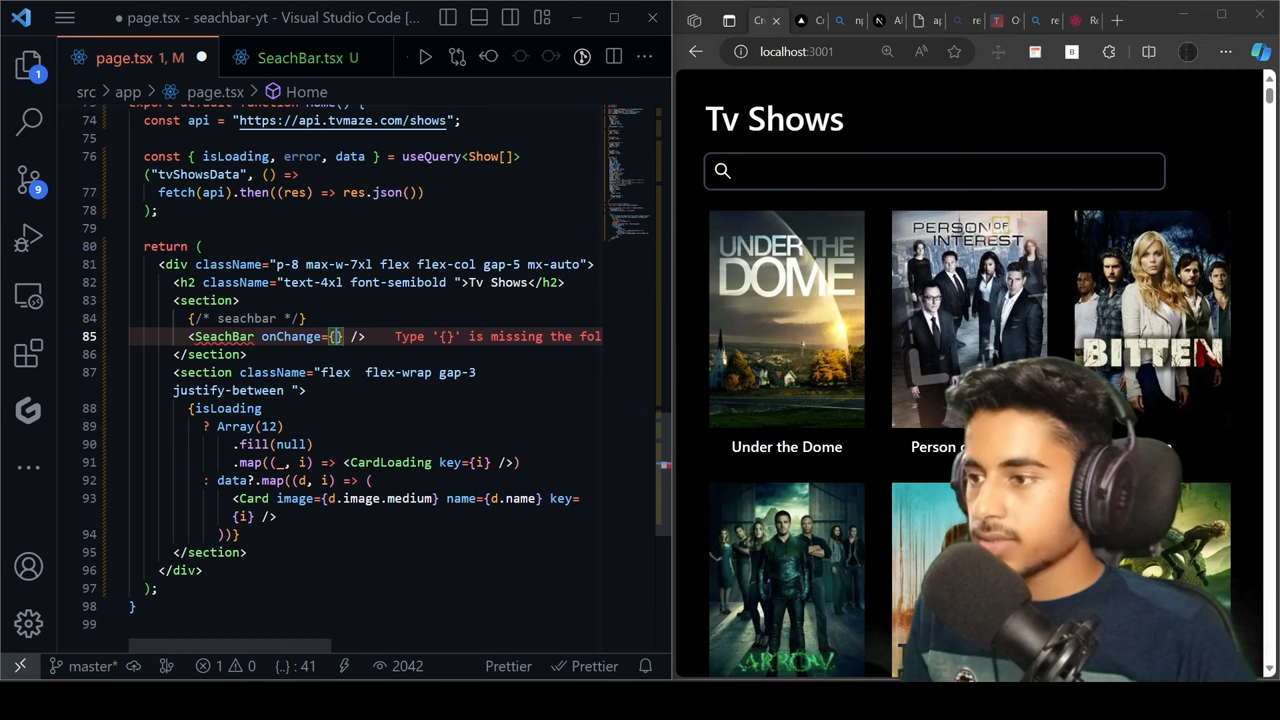 page.tsx - seachbar-yt - Visual Studio Code [...
page.tsx 1, M
SeachBar.tsx U
src > app > page.tsx > Home
export default function Home() {
74 const api = "https://api.tvmaze.com/shows";
75
76 const { isLoading, error, data } = useQuery<Show[]>
("tvShowsData", () =>
77 fetch(api).then((res) => res.json())
78 );
79
80 return (
81 <div className="p-8 max-w-7xl flex flex-col gap-5 mx-auto">
82 <h2 className="text-4xl font-semibold ">Tv Shows</h2>
83 <section>
84 {/* seachbar */}
85 <SeachBar onChange={} /> Type '{}' is missing the fol
86 </section>
87 <section className="flex  flex-wrap gap-3
justify-between ">
88 {isLoading
89 ? Array(12)
90 .fill(null)
91 .map((_, i) => <CardLoading key={i} />)
92 : data?.map((d, i) => (
93 <Card image={d.image.medium} name={d.name} key=
{i} />
94 ))}
95 </section>
96 </div>
97 );
98 }
99
1
9
master*
1
0
{..} : 41
2042
Prettier
Prettier
localhost:3001
Tv Shows
UNDER THE
DOME
PERSON OF
INTEREST
BITTEN
Under the Dome
Person
ARROW